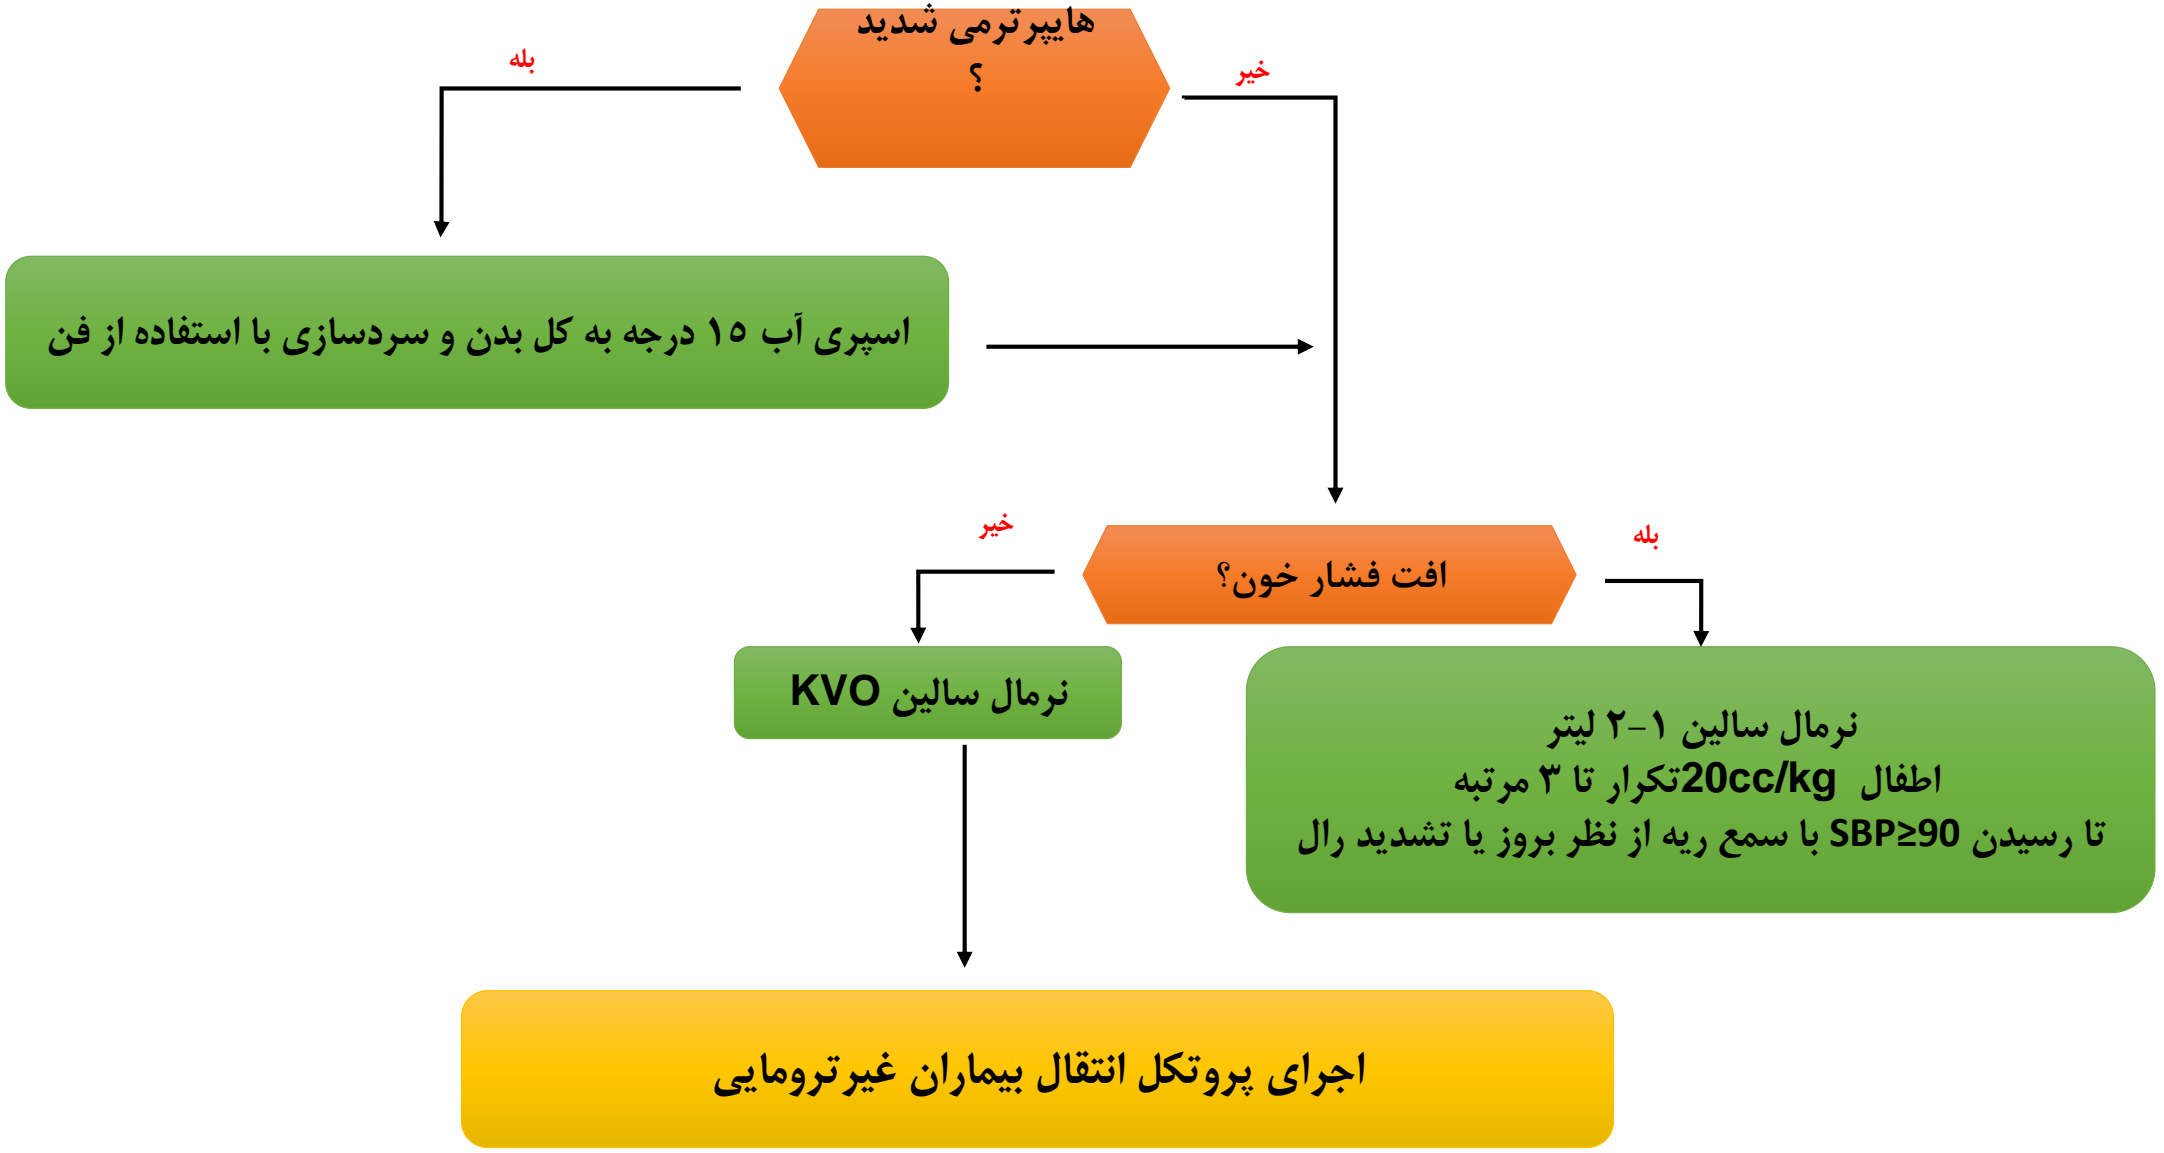 هایپرترمی شدید
؟
بله
خیر
اسپری آب ۱۵ درجه به کل بدن و سردسازی با استفاده از فن
افت فشار خون؟
بله
خیر
نرمال سالین ۱-۲ لیتر
اطفال 20cc/kgتکرار تا ۳ مرتبه
تا رسیدن SBP≥90 با سمع ریه از نظر بروز یا تشدید رال
نرمال سالین KVO
اجرای پروتکل انتقال بیماران غیرترومایی